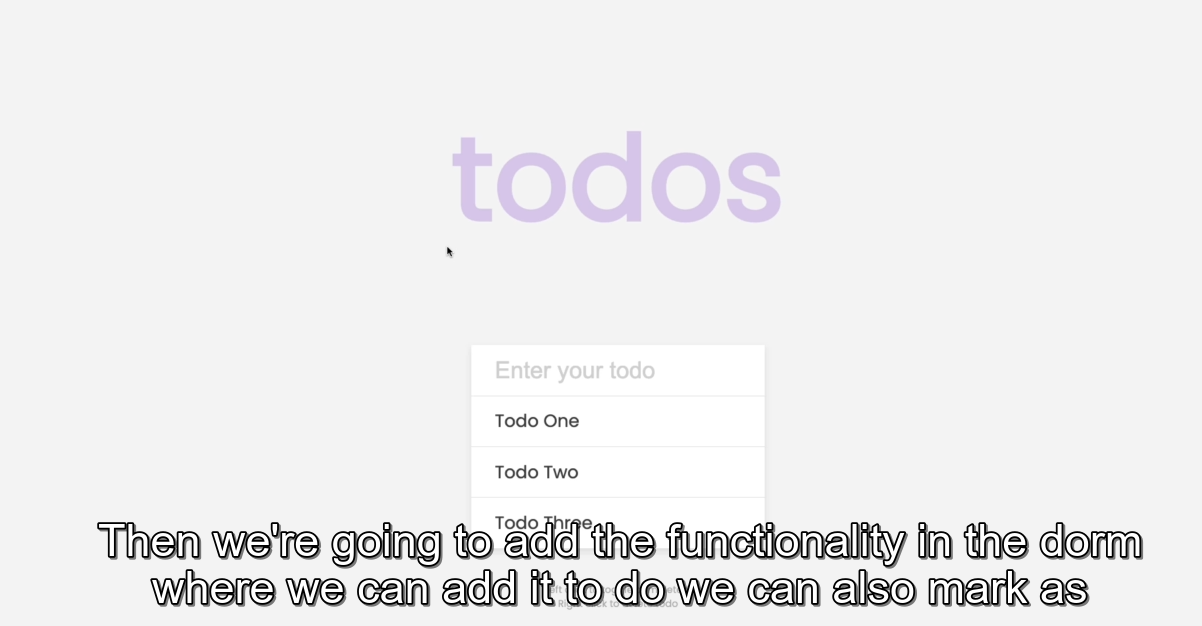 todos
Enter your todo
Todo One
Todo Two
Todo Three
Then we're going to add the functionality in the dorm
where we can add it to do we can also mark as